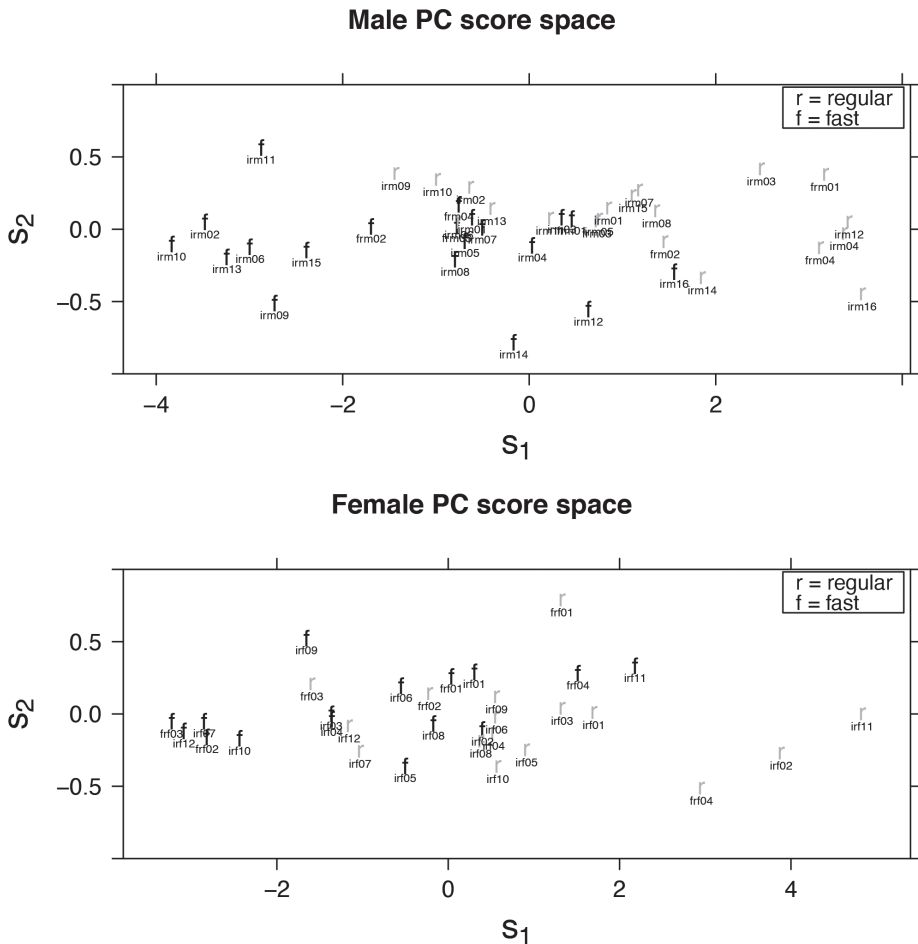 Male PC score space
r = regular
f = fast
0.5
0.0
−0.5
S2
f
irm11
r
irm09
r
irm10
r
frm02
r
irm13
r
irm03
r
frm01
f
irm02
f
irm10
f
irm13
f
irm06
f
irm15
f
irm09
f
frm02
f
frm04
f
irm07
f
irm05
f
irm08
f
irm04
r
irm01
r
irm15
r
irm07
r
irm08
r
frm02
f
irm16
r
irm14
f
irm12
f
irm14
r
irm12
r
irm04
r
frm04
r
irm16
−4
−2
0
2
S1
Female PC score space
r = regular
f = fast
0.5
0.0
−0.5
S2
r
frf01
f
irf09
r
frf03
f
irf06
r
frf02
f
frf01
f
irf01
f
frf04
f
irf11
f
frf03
f
irf12
f
irf07
f
frf02
f
irf10
f
irf03
f
irf04
r
irf12
r
irf07
f
irf08
f
irf05
r
irf09
r
irf06
f
irf02
r
irf04
r
irf08
r
irf10
r
irf05
r
irf03
r
irf01
r
irf11
r
irf02
r
frf04
−2
0
2
4
S1